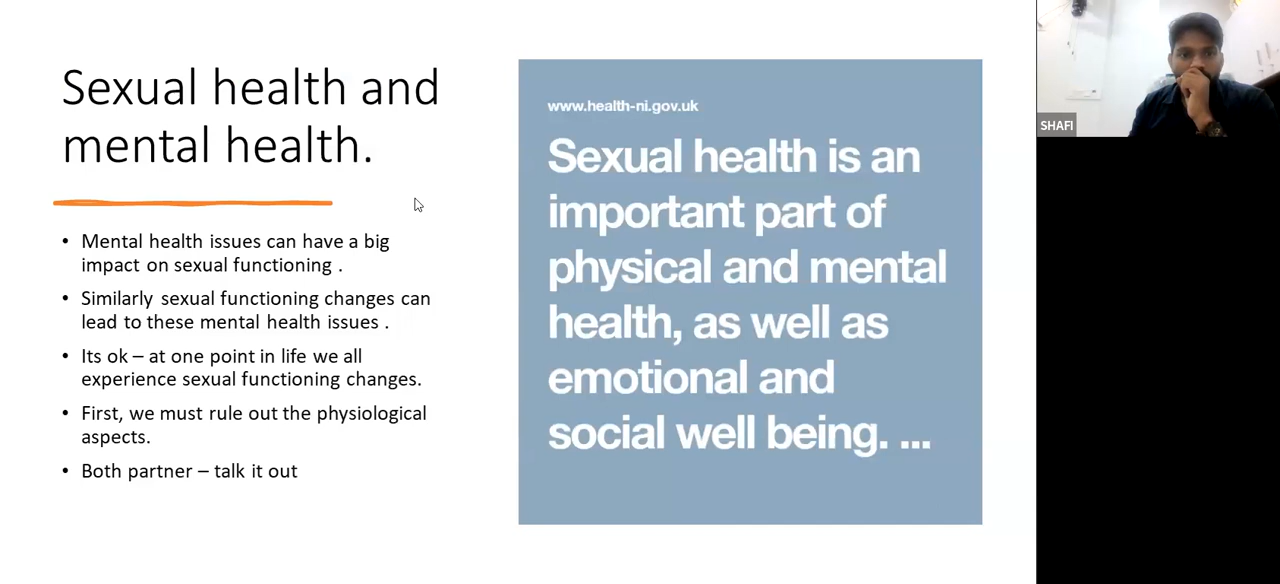 Sexual health and
mental health.
• Mental health issues can have a big
impact on sexual functioning .
• Similarly sexual functioning changes can
lead to these mental health issues .
• Its ok – at one point in life we all
experience sexual functioning changes.
• First, we must rule out the physiological
aspects.
• Both partner – talk it out
www.health-ni.gov.uk
Sexual health is an
important part of
physical and mental
health, as well as
emotional and
social well being. ...
SHAFI